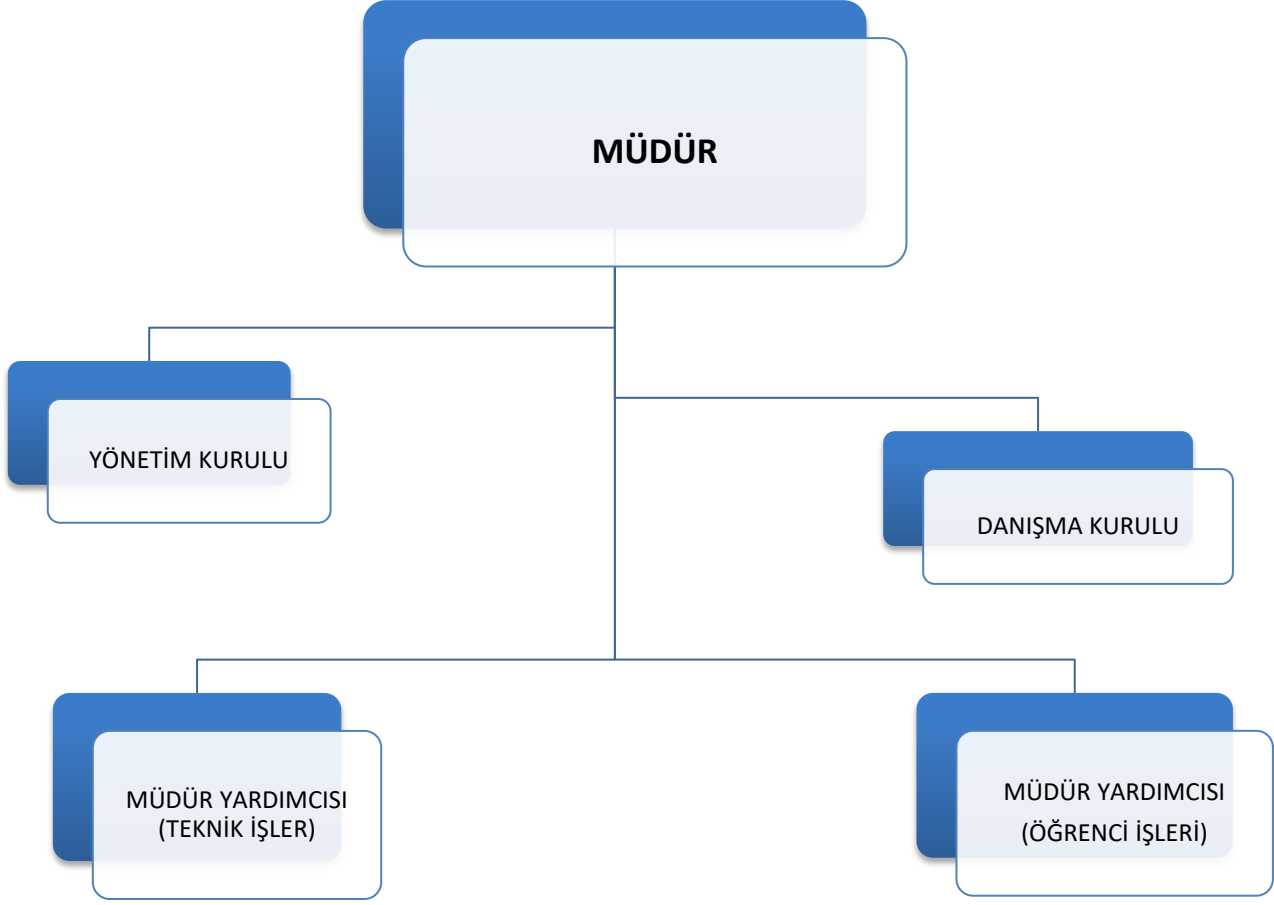 MÜDÜR
YÖNETİM KURULU
DANIŞMA KURULU
MÜDÜR YARDIMCISI
(TEKNİK İŞLER)
MÜDÜR YARDIMCISI
(ÖĞRENCİ İŞLERİ)